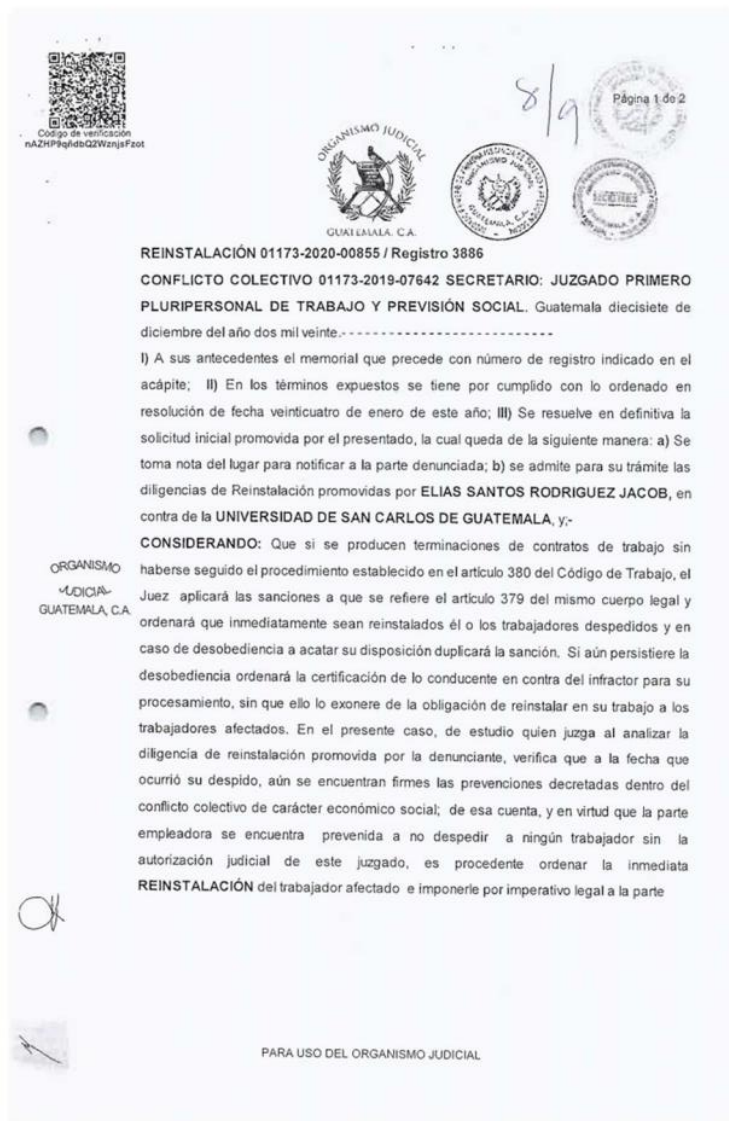 Página 1 de 2
8/9
Código de verificación
nAZHP9qñdbQ2WznjsFzot
ORGANISMO JUDICIAL
GUATEMALA. C.A.
REINSTALACIÓN 01173-2020-00855 / Registro 3886
CONFLICTO COLECTIVO 01173-2019-07642 SECRETARIO: JUZGADO PRIMERO
PLURIPERSONAL DE TRABAJO Y PREVISIÓN SOCIAL. Guatemala diecisiete de
diciembre del año dos mil veinte.- - - - - - - - - - - - - - - - - - - - - - - - - - -
I) A sus antecedentes el memorial que precede con número de registro indicado en el
acápite; II) En los términos expuestos se tiene por cumplido con lo ordenado en
resolución de fecha veinticuatro de enero de este año; III) Se resuelve en definitiva la
solicitud inicial promovida por el presentado, la cual queda de la siguiente manera: a) Se
toma nota del lugar para notificar a la parte denunciada; b) se admite para su trámite las
diligencias de Reinstalación promovidas por ELIAS SANTOS RODRIGUEZ JACOB, en
contra de la UNIVERSIDAD DE SAN CARLOS DE GUATEMALA, y;-
CONSIDERANDO: Que si se producen terminaciones de contratos de trabajo sin
haberse seguido el procedimiento establecido en el artículo 380 del Código de Trabajo, el
Juez aplicará las sanciones a que se refiere el artículo 379 del mismo cuerpo legal y
ordenará que inmediatamente sean reinstalados él o los trabajadores despedidos y en
caso de desobediencia a acatar su disposición duplicará la sanción. Si aún persistiere la
desobediencia ordenará la certificación de lo conducente en contra del infractor para su
procesamiento, sin que ello lo exonere de la obligación de reinstalar en su trabajo a los
trabajadores afectados. En el presente caso, de estudio quien juzga al analizar la
diligencia de reinstalación promovida por la denunciante, verifica que a la fecha que
ocurrió su despido, aún se encuentran firmes las prevenciones decretadas dentro del
conflicto colectivo de carácter económico social; de esa cuenta, y en virtud que la parte
empleadora se encuentra prevenida a no despedir a ningún trabajador sin la
autorización judicial de este juzgado, es procedente ordenar la inmediata
REINSTALACIÓN del trabajador afectado e imponerle por imperativo legal a la parte
ORGANISMO
JUDICIAL
GUATEMALA, C.A.
PARA USO DEL ORGANISMO JUDICIAL